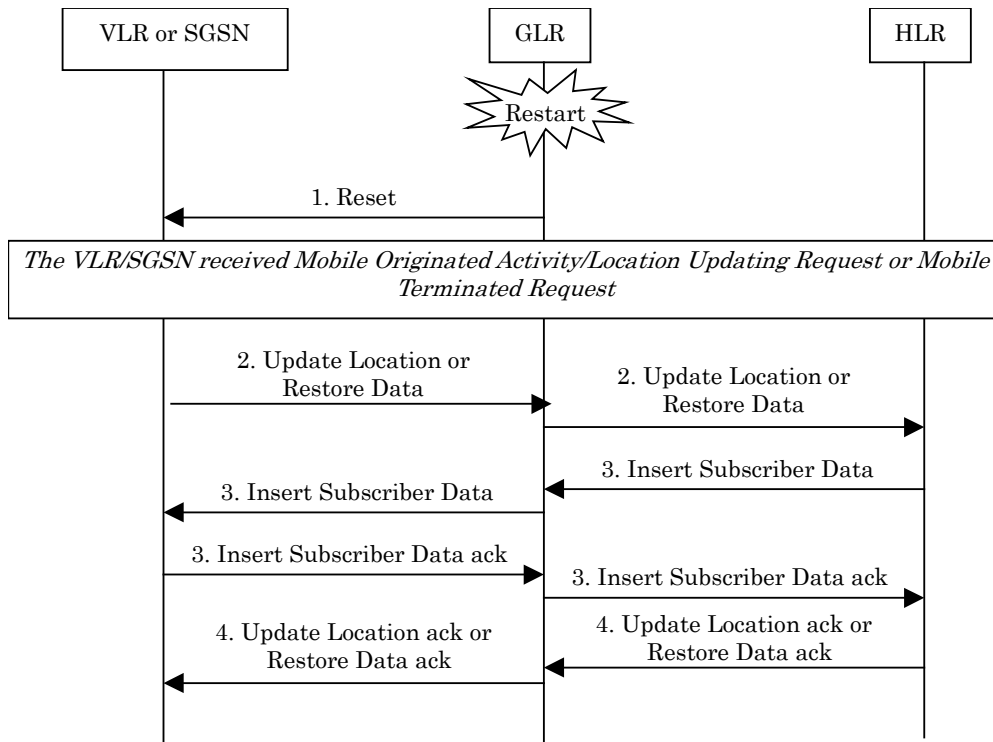 VLR or SGSN
GLR
HLR
Restart
1. Reset
The VLR/SGSN received Mobile Originated Activity/Location Updating Request or Mobile
Terminated Request
2. Update Location or
Restore Data
2. Update Location or
Restore Data
3. Insert Subscriber Data
3. Insert Subscriber Data
3. Insert Subscriber Data ack
3. Insert Subscriber Data ack
4. Update Location ack or
Restore Data ack
4. Update Location ack or
Restore Data ack